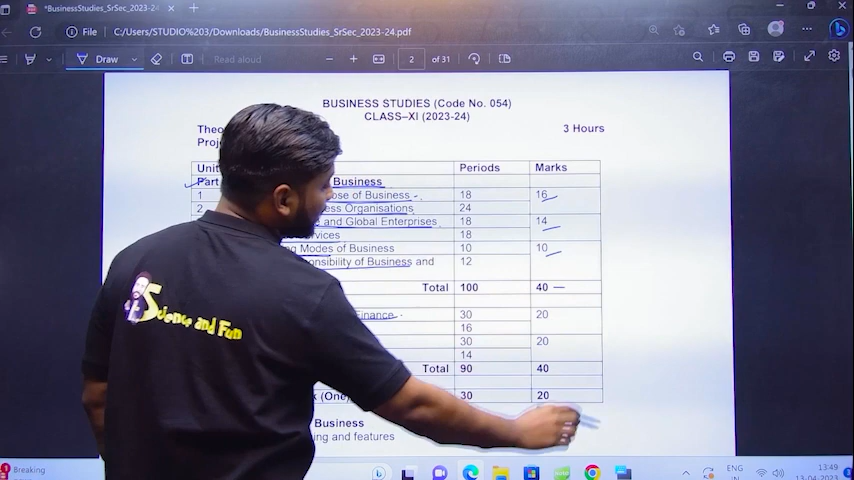 *BusinessStudies_SrSec_2023-24
File C:/Users/STUDIO%203/Downloads/BusinessStudies_SrSec_2023-24.pdf
Draw Read aloud 2 of 31
BUSINESS STUDIES (Code No. 054)
CLASS–XI (2023-24)
Theo 3 Hours
Proj
Unit Periods Marks
Part Business
1 ose of Business 18 16
2 ess Organisations 24
e and Global Enterprises 18 14
Services 18
ng Modes of Business 10 10
onsibility of Business and 12
Total 100 40
Finance 30 20
16
30 20
14
Total 90 40
k (One) 30 20
Business
ing and features
Science and Fun
Breaking
ENG
IN
13:49
13-04-2023